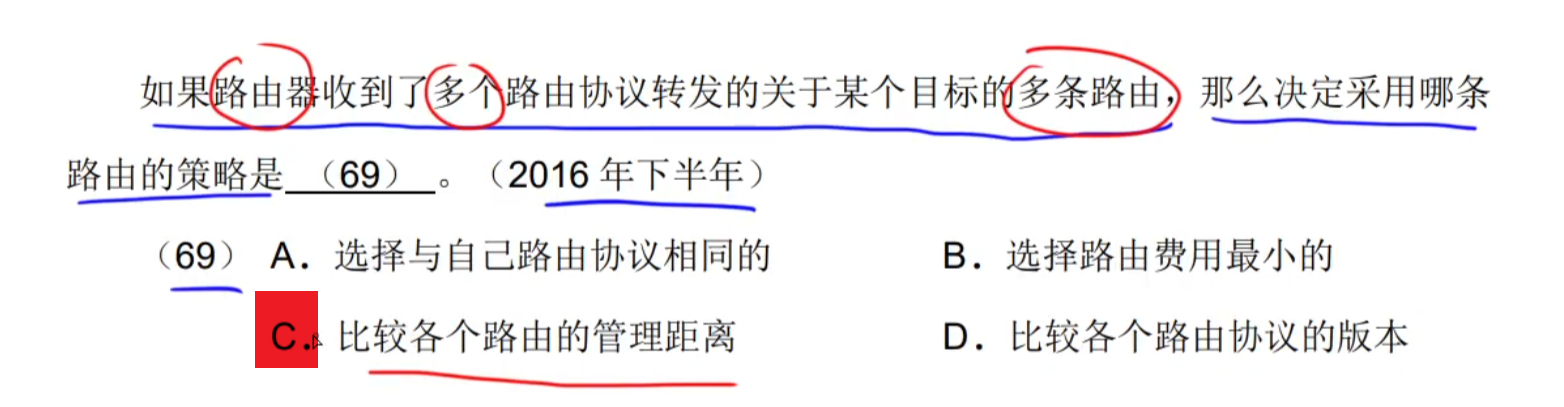 如果路由器收到了多个路由协议转发的关于某个目标的多条路由，那么决定采用哪条
路由的策略是 （69） 。（2016 年下半年）
（69） A．选择与自己路由协议相同的 B．选择路由费用最小的
C．比较各个路由的管理距离 D．比较各个路由协议的版本